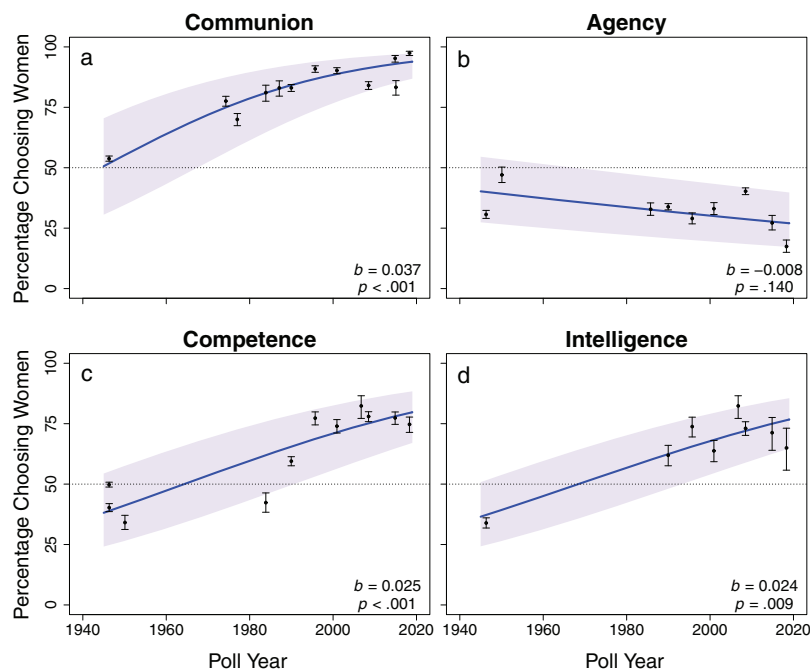 Communion
Agency
Percentage Choosing Women
100
75
50
25
0
a
b = 0.037
p < .001
b
b = −0.008
p = .140
Competence
Intelligence
Percentage Choosing Women
100
75
50
25
0
c
b = 0.025
p < .001
d
b = 0.024
p = .009
1940 1960 1980 2000 2020
1940 1960 1980 2000 2020
Poll Year
Poll Year